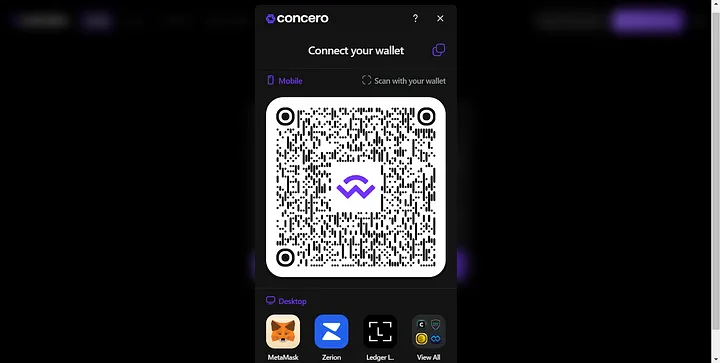 concero
?
Connect your wallet
Mobile
Scan with your wallet
Desktop
MetaMask
Zerion
Ledger L..
View All